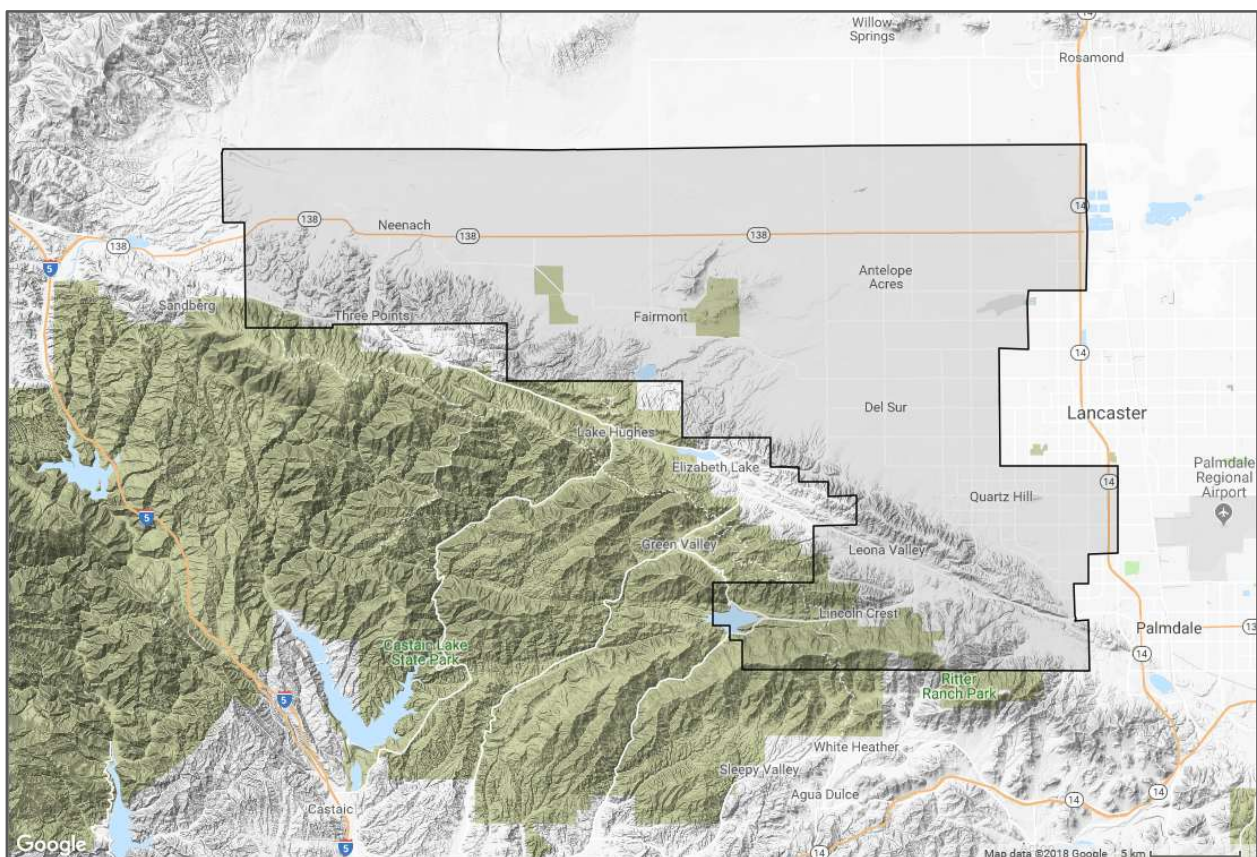 Willow
Springs
14
Rosamond
14
138
Neenach
138
138
138
5
Antelope
Acres
Sandberg
Three Points
Fairmont
14
Del Sur
Lancaster
Lake Hughes
Elizabeth Lake
Palmdale
Regional
Airport
14
Quartz Hill
5
Green Valley
Leona Valley
Lincoln Crest
Palmdale
13
14
Castaic Lake
State Park
Ritter
Ranch Park
5
White Heather
Sleepy Valley
Agua Dulce
14
Castaic
5
14
Google
Map data ©2018 Google
5 km